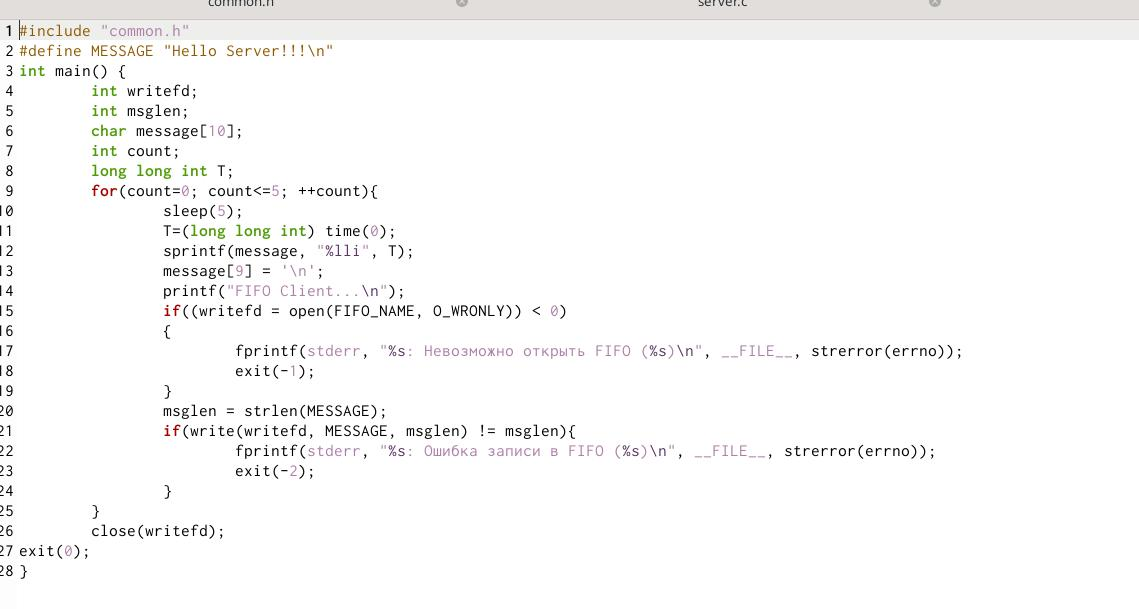 common.h server.c
1 #include "common.h"
2 #define MESSAGE "Hello Server!!!\n"
3 int main() {
4 int writefd;
5 int msglen;
6 char message[10];
7 int count;
8 long long int T;
9 for(count=0; count<=5; ++count){
10 sleep(5);
11 T=(long long int) time(0);
12 sprintf(message, "%lli", T);
13 message[9] = '\n';
14 printf("FIFO Client...\n");
15 if((writefd = open(FIFO_NAME, O_WRONLY)) < 0)
16 {
17 fprintf(stderr, "%s: Невозможно открыть FIFO (%s)\n", __FILE__, strerror(errno));
18 exit(-1);
19 }
20 msglen = strlen(MESSAGE);
21 if(write(writefd, MESSAGE, msglen) != msglen){
22 fprintf(stderr, "%s: Ошибка записи в FIFO (%s)\n", __FILE__, strerror(errno));
23 exit(-2);
24 }
25 }
26 close(writefd);
27 exit(0);
28 }